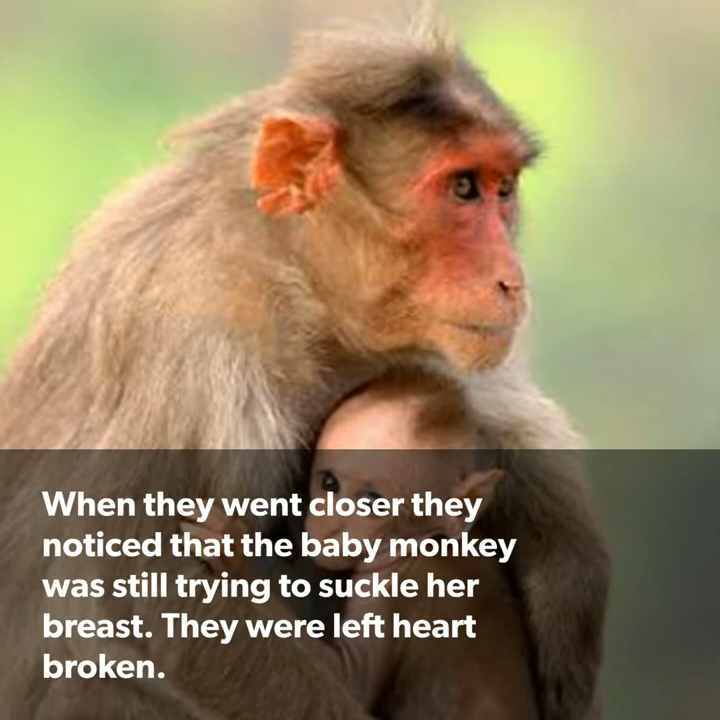 When they went closer they
noticed that the baby monkey
was still trying to suckle her
breast. They were left heart
broken.